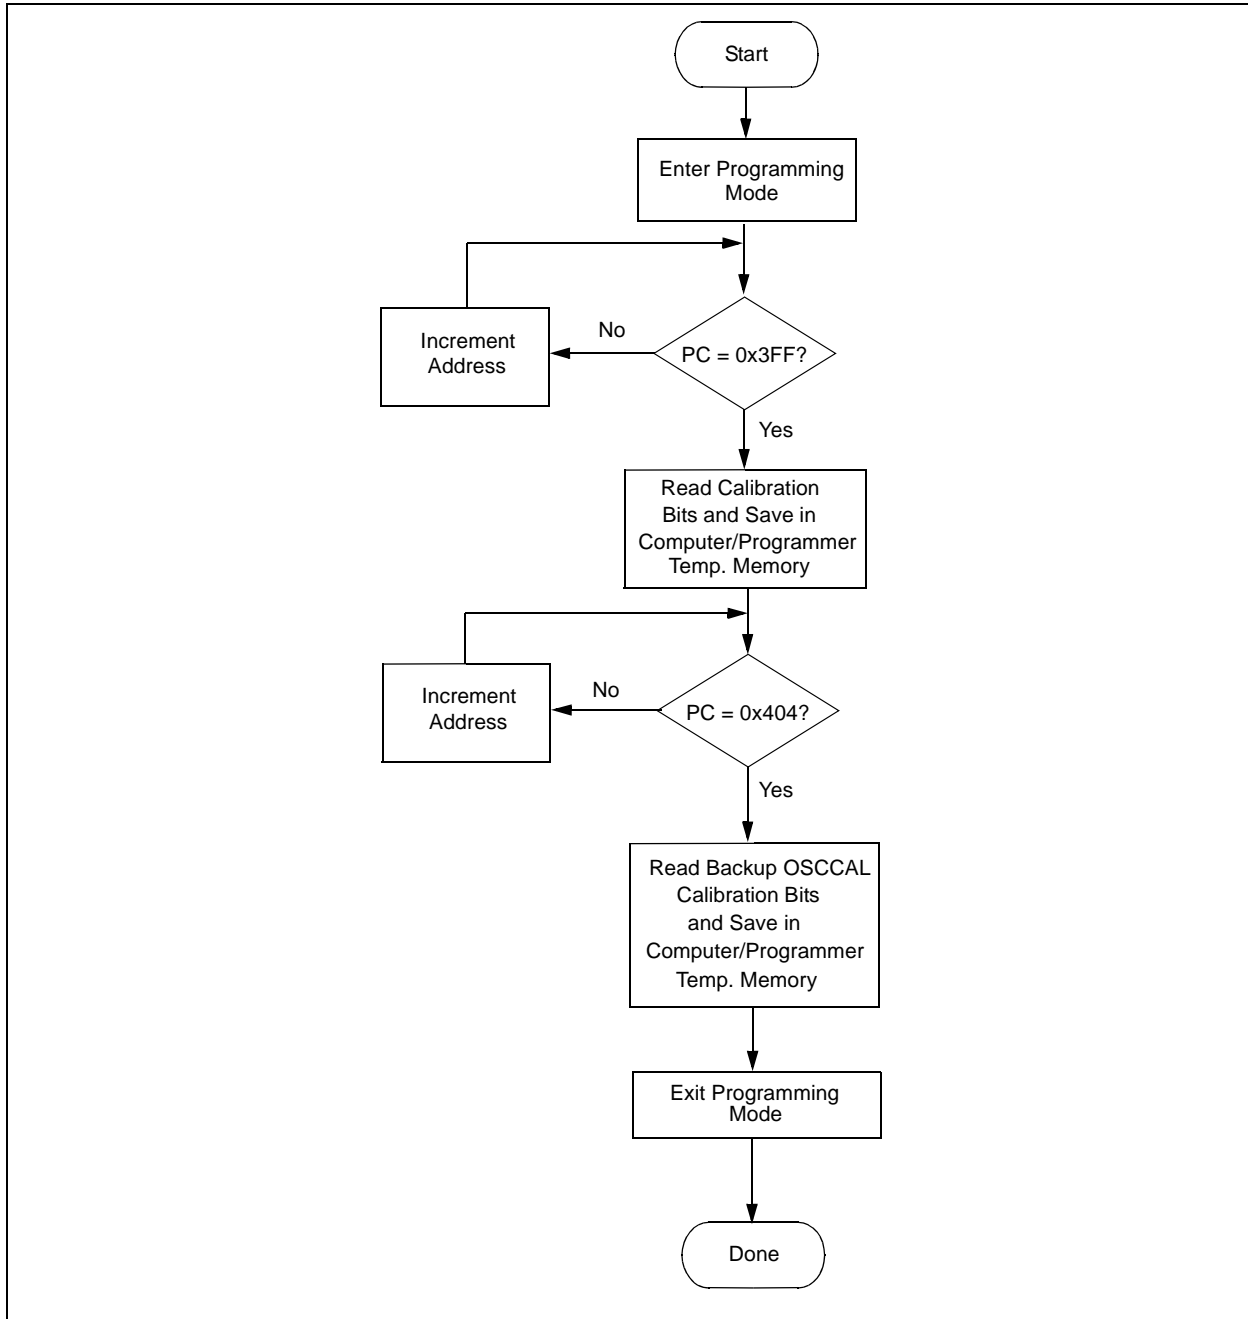 Start
Enter Programming
Mode
No
Increment
Address
PC = 0x3FF?
Yes
Read Calibration
Bits and Save in
Computer/Programmer
Temp. Memory
No
Increment
Address
PC = 0x404?
Yes
Read Backup OSCCAL
Calibration Bits
and Save in
Computer/Programmer
Temp. Memory
Exit Programming
Mode
Done